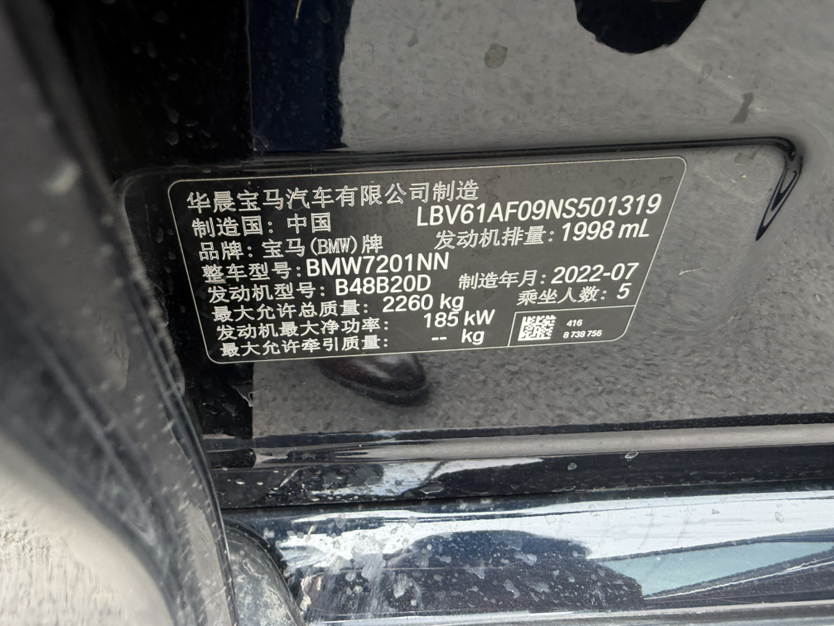 华晨宝马汽车有限公司制造
制造国：中国
LBV61AF09NS501319
品牌：宝马(BMW)牌
发动机排量：1998 mL
整车型号：BMW7201NN
发动机型号：B48B20D
制造年月：2022-07
最大允许总质量：2260 kg
乘坐人数：5
发动机最大净功率：185 kW
最大允许牵引质量：-- kg
416
8 738 756